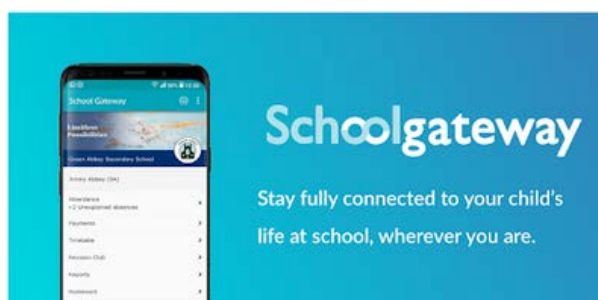 School Gateway
Limitless
Possibilities
Green Abbey Secondary School
Attendance
Payments
Timetable
Revision Club
Reports
Homework
Schoolgateway
Stay fully connected to your child's
life at school, wherever you are.